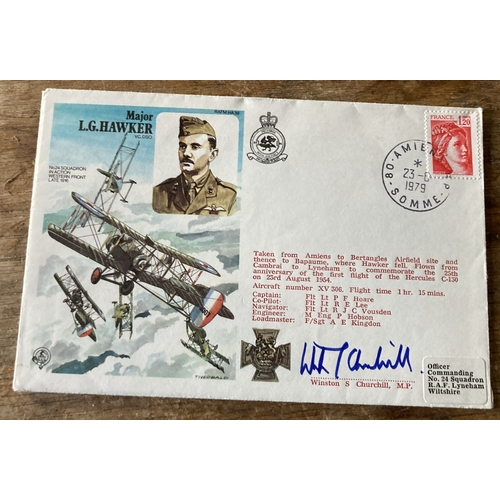 Major
L.G.HAWKER
VC, DSO
No 24 SQUADRON
IN ACTION
WESTERN FRONT
LATE 1916
FRANCE
1,20
80-AMIENS
*
23-8
1979
SOMME
Taken from Amiens to Bertangles Airfield site and
thence to Bapaume, where Hawker fell. Flown from
Cambrai to Lyneham to commemorate the 25th
anniversary of the first flight of the Hercules C-130
on 23rd August 1954.
Aircraft number XV 306. Flight time 1 hr. 15 mins.
Captain: Flt Lt P F Hoare
Co-Pilot: Flt Lt R E Lee
Navigator: Flt Lt R J C Vousden
Engineer: M Eng P Hobson
Loadmaster: F/Sgt A E Kingdon
Winston S Churchill, M.P.
Officer
Commanding
No. 24 Squadron
R.A.F. Lyneham
Wiltshire